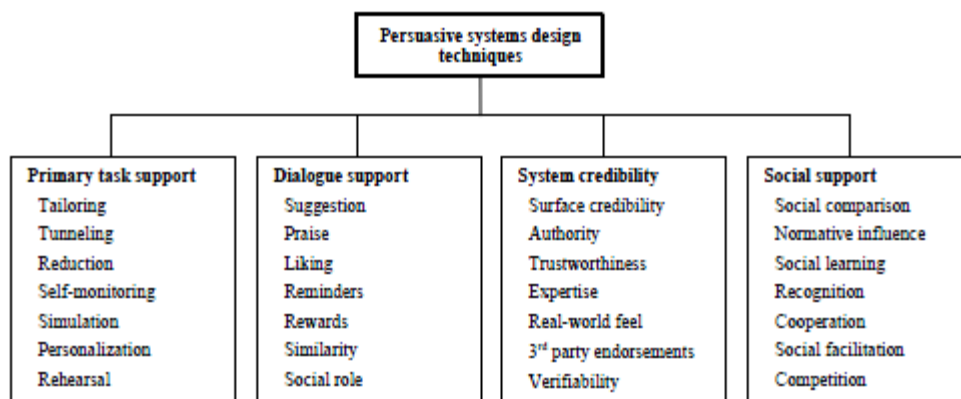 Persuasive systems design
techniques
Primary task support
Tailoring
Tunneling
Reduction
Self-monitoring
Simulation
Personalization
Rehearsal
Dialogue support
Suggestion
Praise
Liking
Reminders
Rewards
Similarity
Social role
System credibility
Surface credibility
Authority
Trustworthiness
Expertise
Real-world feel
3rd party endorsements
Verifiability
Social support
Social comparison
Normative influence
Social learning
Recognition
Cooperation
Social facilitation
Competition